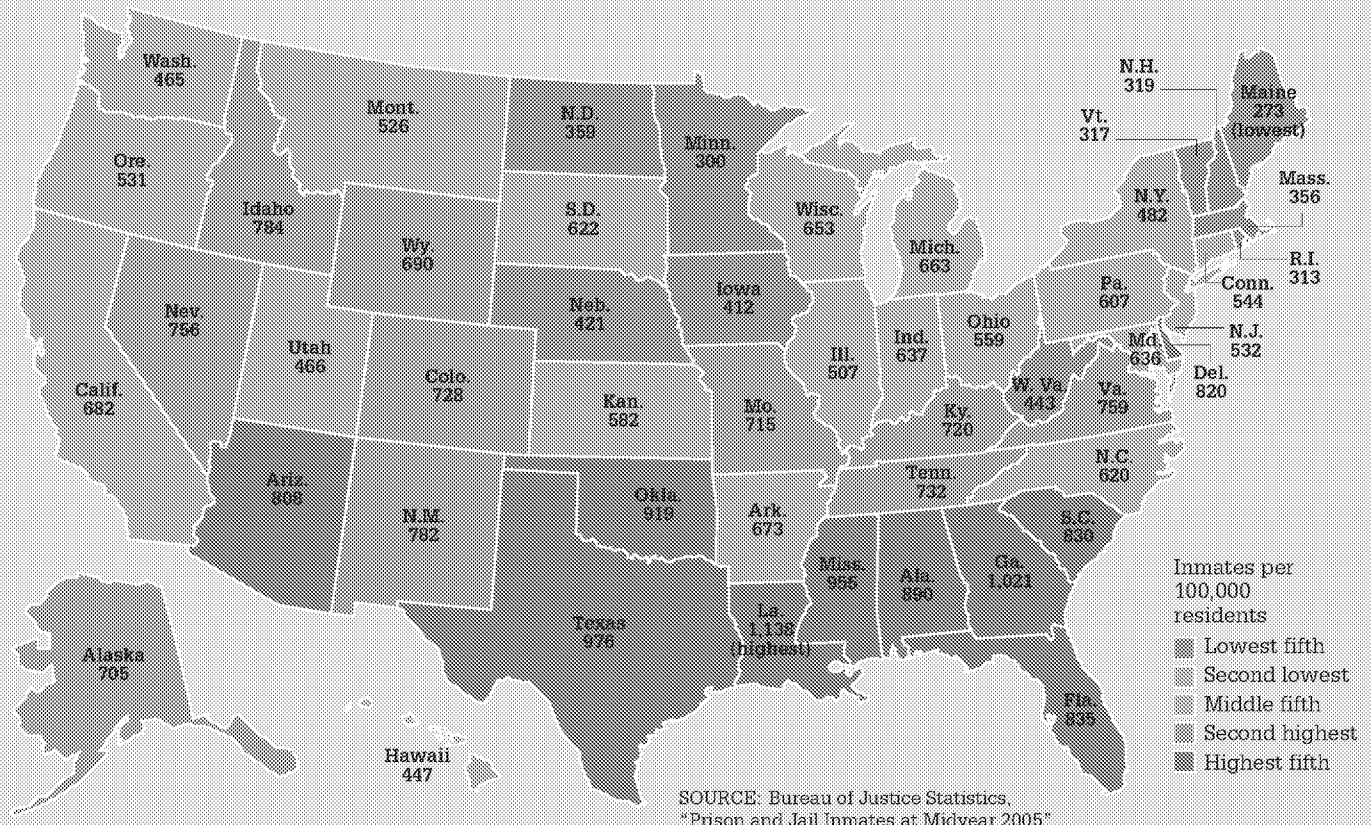 Wash.
465
Ore.
531
Idaho
784
Mont.
526
N.D.
359
Minn.
300
S.D.
622
Wisc.
653
Mich.
663
N.H.
319
Vt.
317
Maine
273
(lowest)
Mass.
356
N.Y.
482
R.I.
313
Conn.
544
N.J.
532
Del.
820
Pa.
607
Md.
636
Wy.
690
Nev.
756
Utah
466
Calif.
682
Colo.
728
Neb.
421
Iowa
412
Ill.
507
Ind.
637
Ohio
559
W. Va.
443
Va.
759
Kan.
582
Mo.
715
Ky.
720
N.C.
620
Tenn.
732
Ariz.
808
N.M.
782
Okla.
919
Ark.
673
S.C.
830
Miss.
955
Ala.
890
Ga.
1,021
La.
1,138
(highest)
Texas
976
Fla.
835
Alaska
705
Hawaii
447
Inmates per
100,000
residents
Lowest fifth
Second lowest
Middle fifth
Second highest
Highest fifth
SOURCE: Bureau of Justice Statistics,
"Prison and Jail Inmates at Midyear 2005"